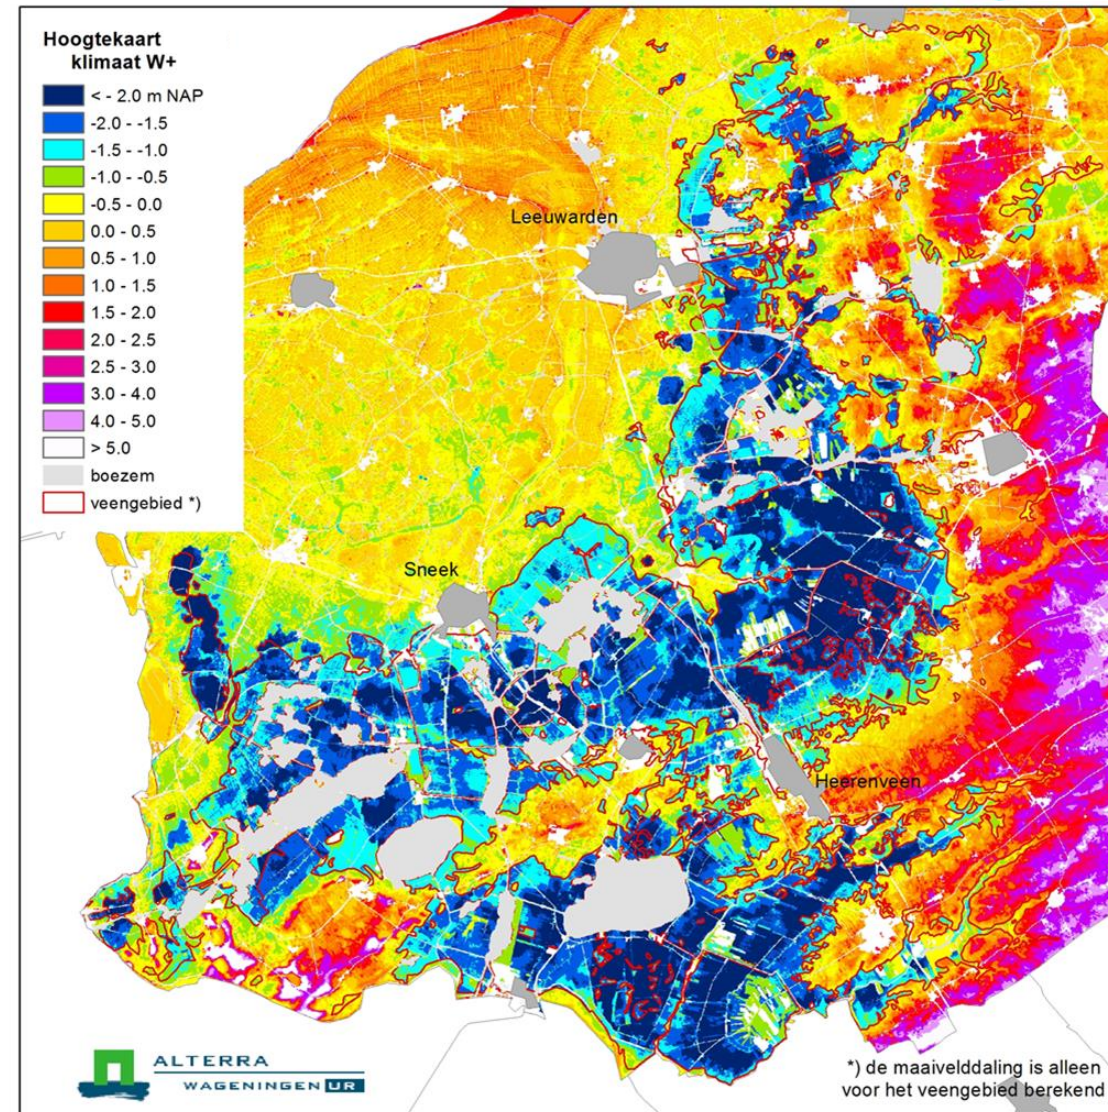 Hoogtekaart
klimaat W+
< - 2.0 m NAP
-2.0 - -1.5
-1.5 - -1.0
-1.0 - -0.5
-0.5 - 0.0
0.0 - 0.5
0.5 - 1.0
1.0 - 1.5
1.5 - 2.0
2.0 - 2.5
2.5 - 3.0
3.0 - 4.0
4.0 - 5.0
> 5.0
boezem
veengebied *)
Leeuwarden
Sneek
Heerenveen
ALTERRA
WAGENINGEN UR
*) de maaivelddaling is alleen
voor het veengebied berekend